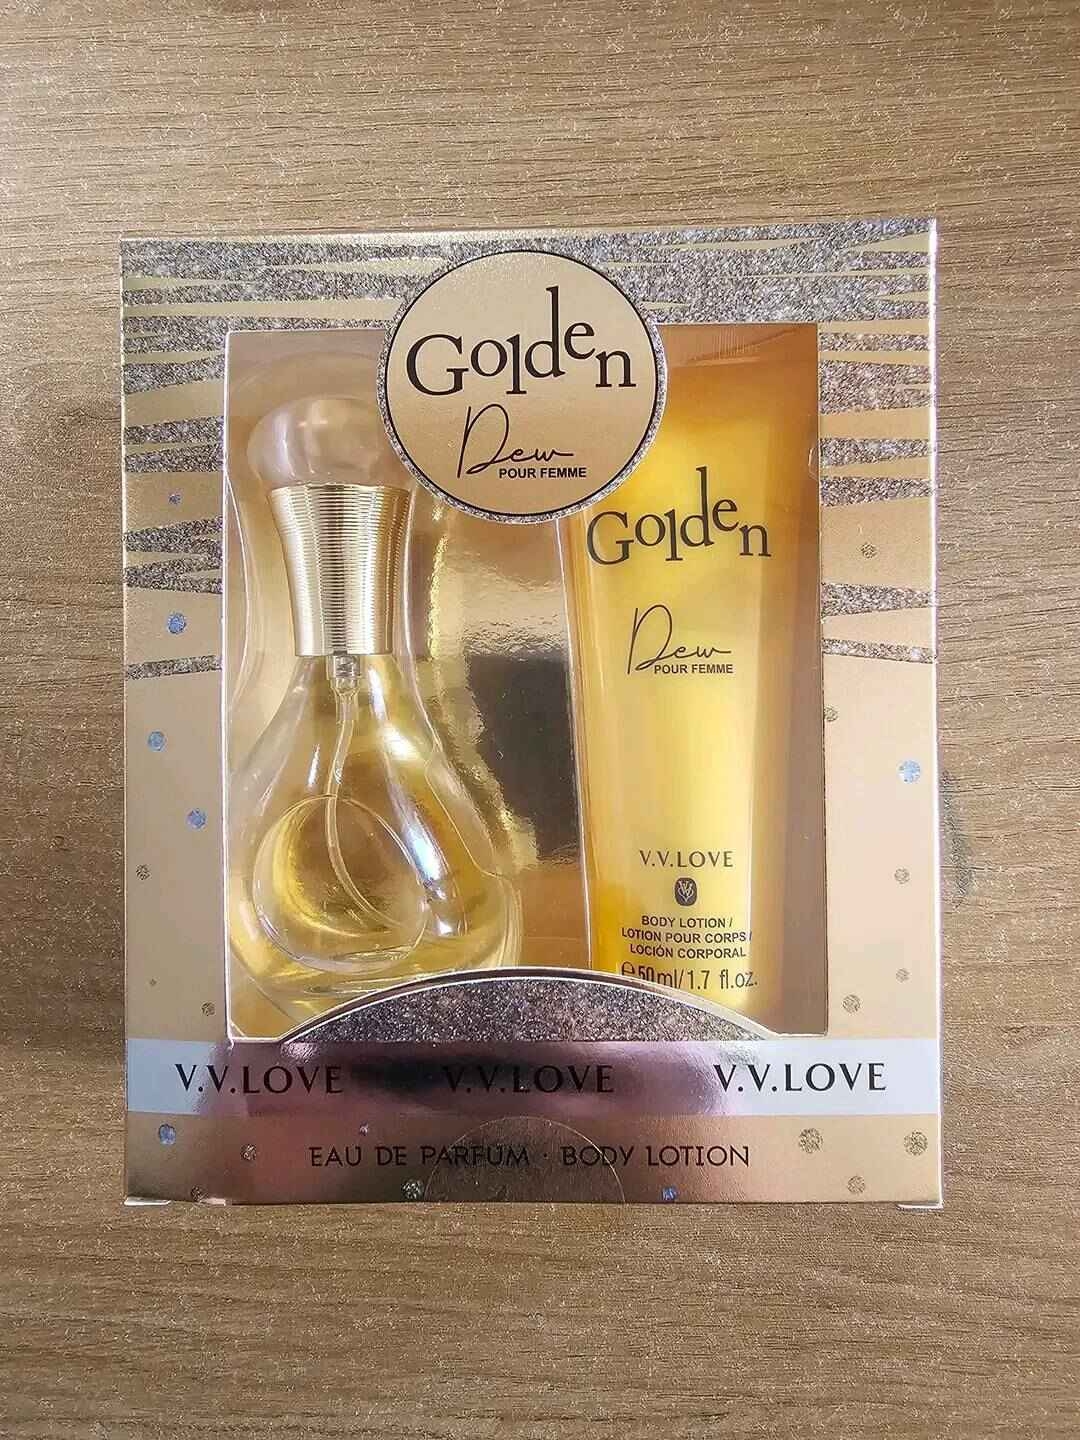 Golden
Dew
POUR FEMME
Golden
Dew
POUR FEMME
V.V.LOVE
BODY LOTION /
LOTION POUR CORPS /
LOCIÓN CORPORAL
℮50ml/1.7 fl.oz.
V.V.LOVE V.V.LOVE V.V.LOVE
EAU DE PARFUM · BODY LOTION